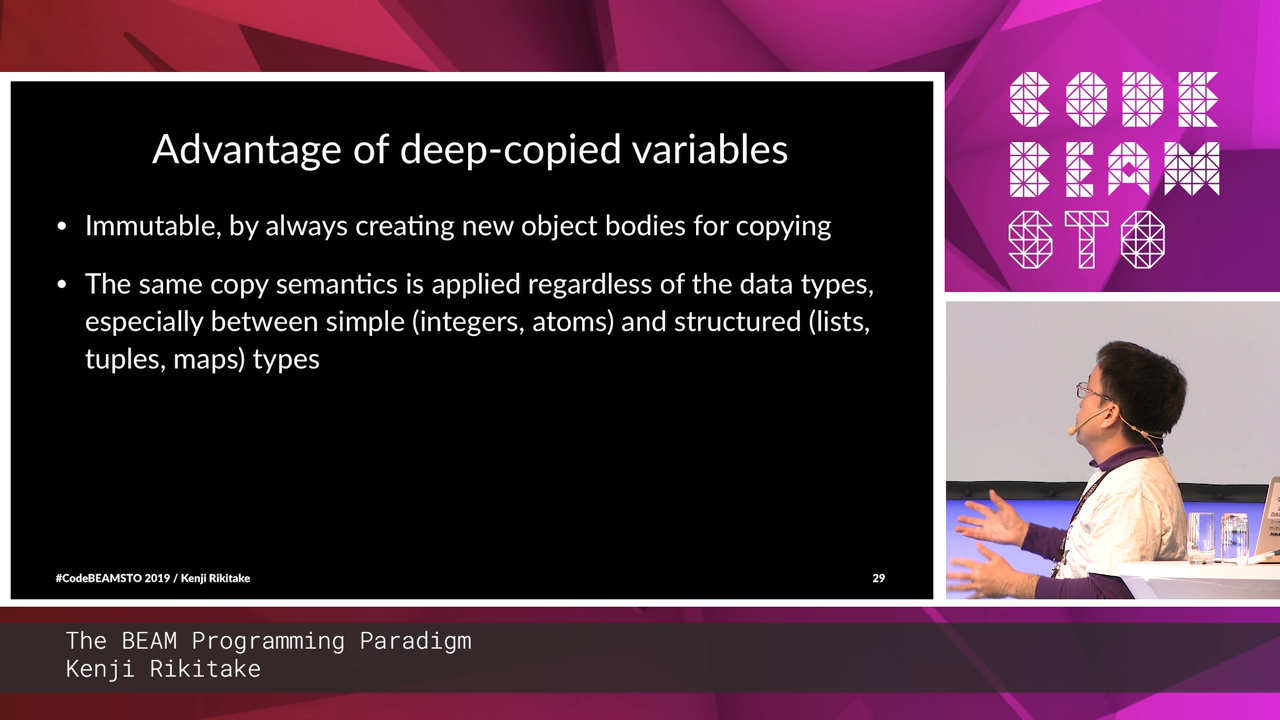 Advantage of deep-copied variables
• Immutable, by always creating new object bodies for copying
• The same copy semantics is applied regardless of the data types,
especially between simple (integers, atoms) and structured (lists,
tuples, maps) types
#CodeBEAMSTO 2019 / Kenji Rikitake
29
CODE
BEAM
STO
The BEAM Programming Paradigm
Kenji Rikitake